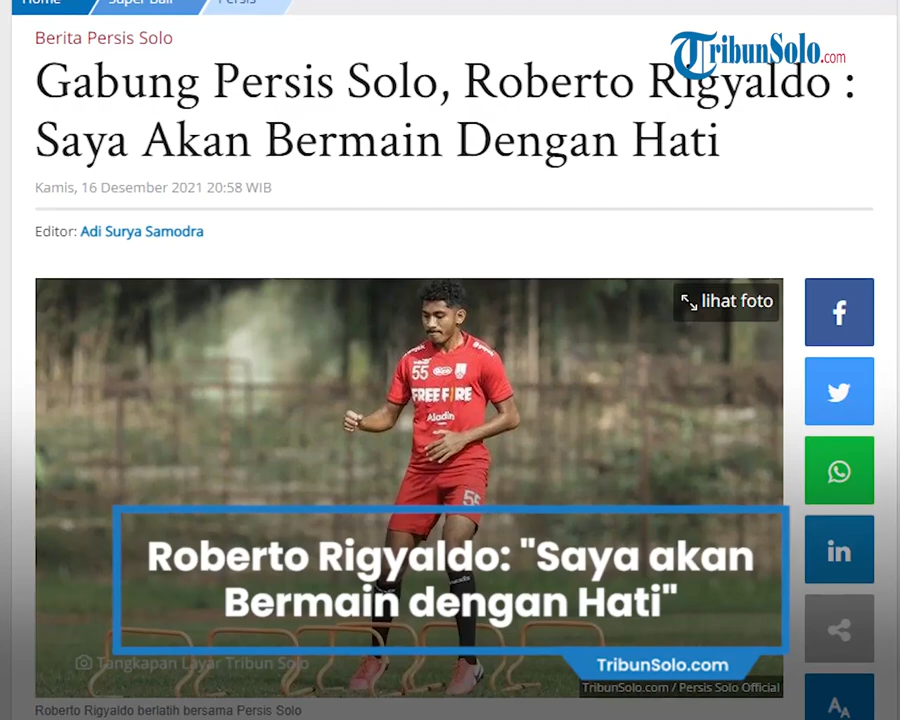 Home Super Ball Persis
Berita Persis Solo
TribunSolo.com
Gabung Persis Solo, Roberto Rigyaldo :
Saya Akan Bermain Dengan Hati
Kamis, 16 Desember 2021 20:58 WIB
Editor: Adi Surya Samodra
lihat foto
55
FREE FIRE
Aladin
55
Roberto Rigyaldo: "Saya akan
Bermain dengan Hati"
Tangkapan Layar Tribun Solo
TribunSolo.com
TribunSolo.com / Persis Solo Official
Roberto Rigyaldo berlatih bersama Persis Solo
f
in
AA